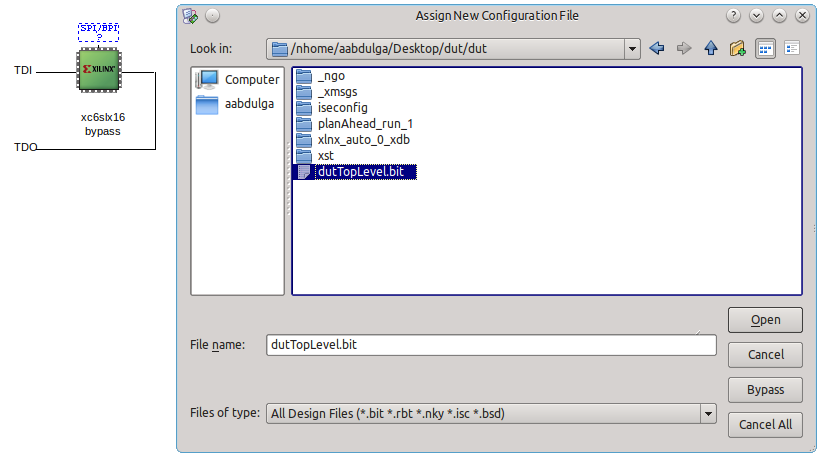 SPI/BPI
?
TDI
XILINX
xc6slx16
bypass
TDO
Assign New Configuration File
Look in:
/nhome/aabdulga/Desktop/dut/dut
Computer
aabdulga
_ngo
_xmsgs
iseconfig
planAhead_run_1
xlnx_auto_0_xdb
xst
dutTopLevel.bit
File name:
dutTopLevel.bit
Files of type:
All Design Files (*.bit *.rbt *.nky *.isc *.bsd)
Open
Cancel
Bypass
Cancel All